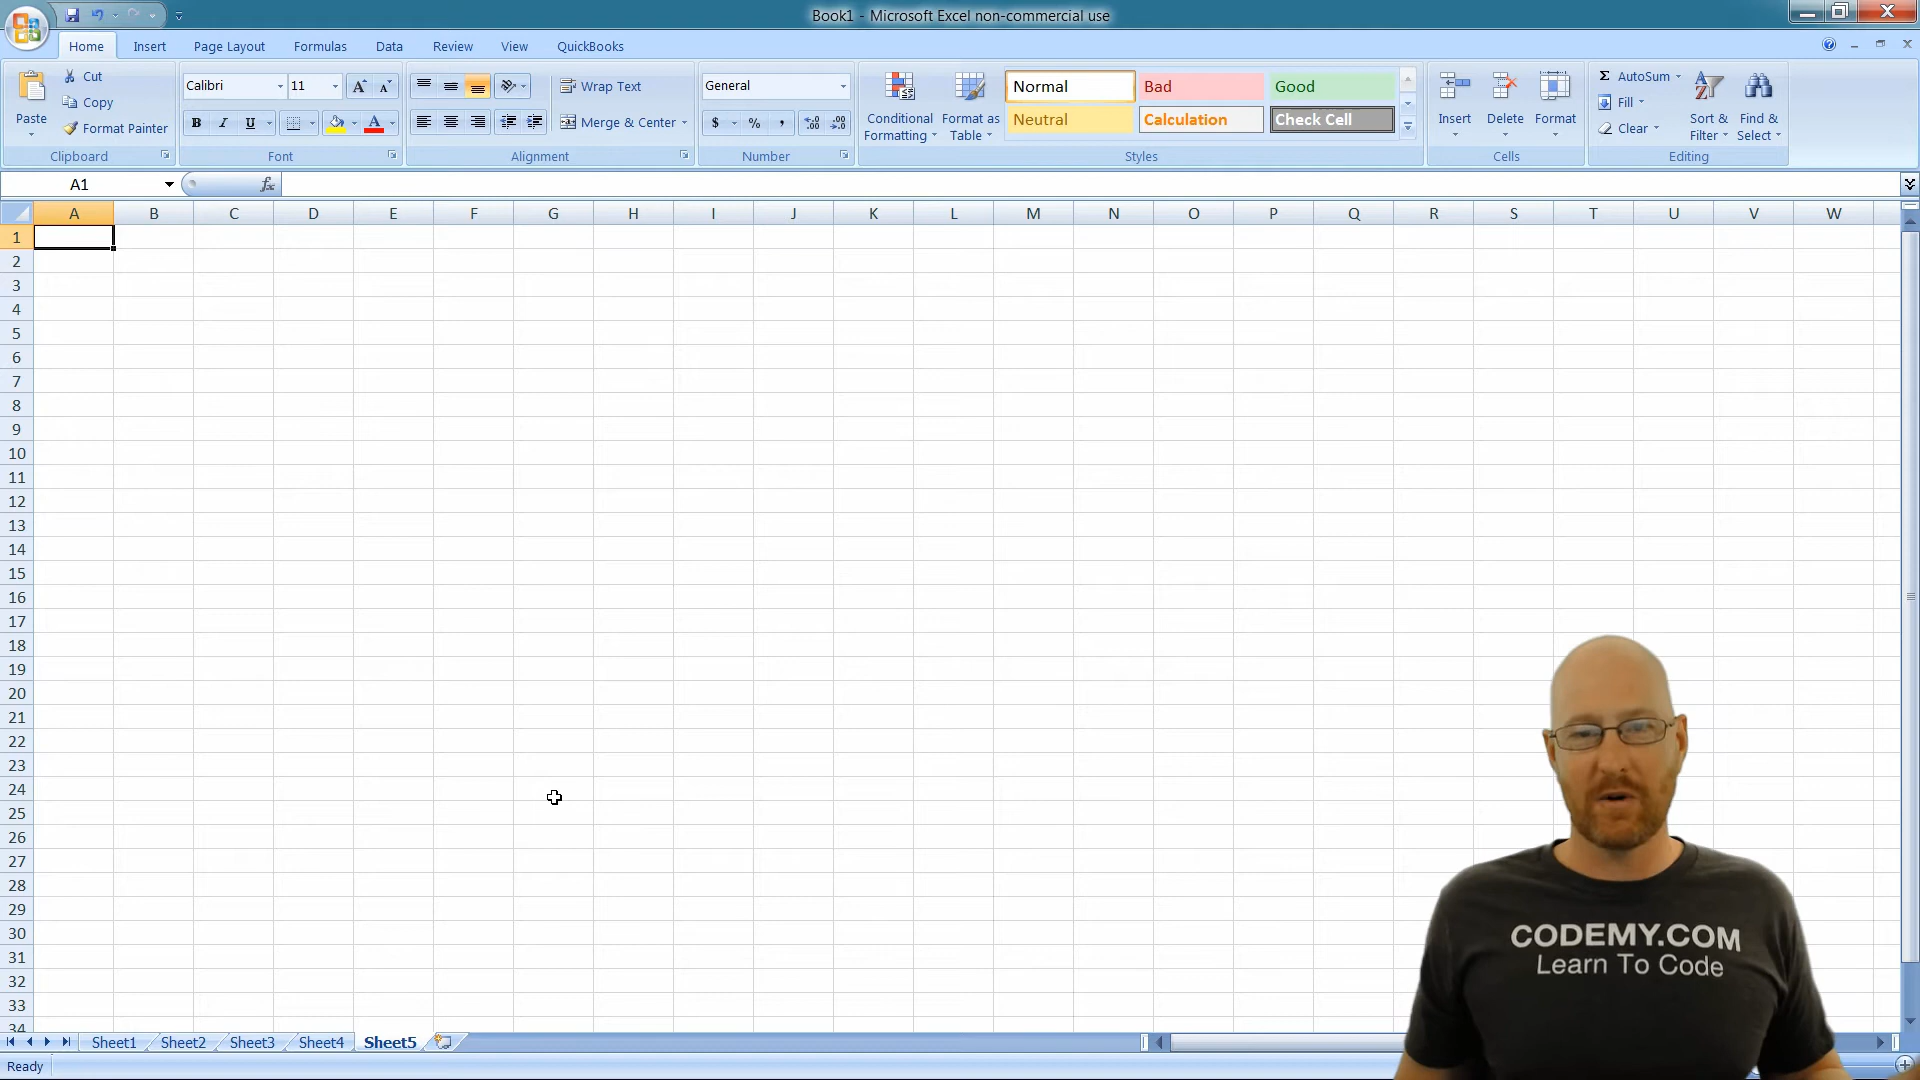 Book1 - Microsoft Excel non-commercial use
Home Insert Page Layout Formulas Data Review View QuickBooks
Paste
Cut
Copy
Format Painter
Clipboard
Calibri 11
B I U A
Font
Wrap Text
Merge & Center
Alignment
General
$ % ,
Number
Conditional Formatting
Format as Table
Normal Bad Good
Neutral Calculation Check Cell
Styles
Insert Delete Format
Cells
Σ AutoSum
Fill
Clear
Sort & Filter
Find & Select
Editing
A1 fx
A B C D E F G H I J K L M N O P Q R S T U V W
1
2
3
4
5
6
7
8
9
10
11
12
13
14
15
16
17
18
19
20
21
22
23
24
25
26
27
28
29
30
31
32
33
34
CODEMY.COM
Learn To Code
Sheet1 Sheet2 Sheet3 Sheet4 Sheet5
Ready